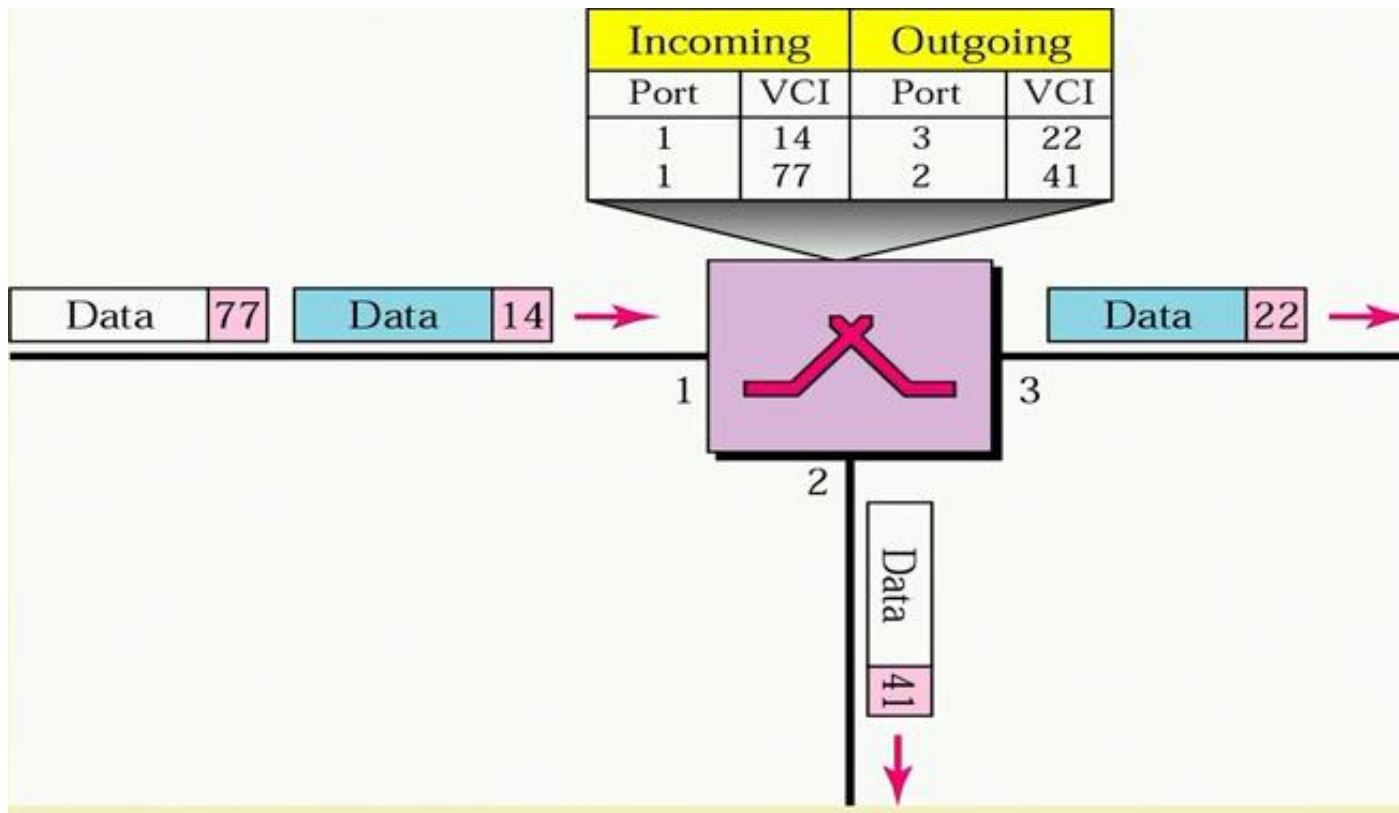 Incoming Outgoing
Port VCI Port VCI
1 14 3 22
1 77 2 41
Data 77 Data 14 Data 22
1 3
2
Data 41